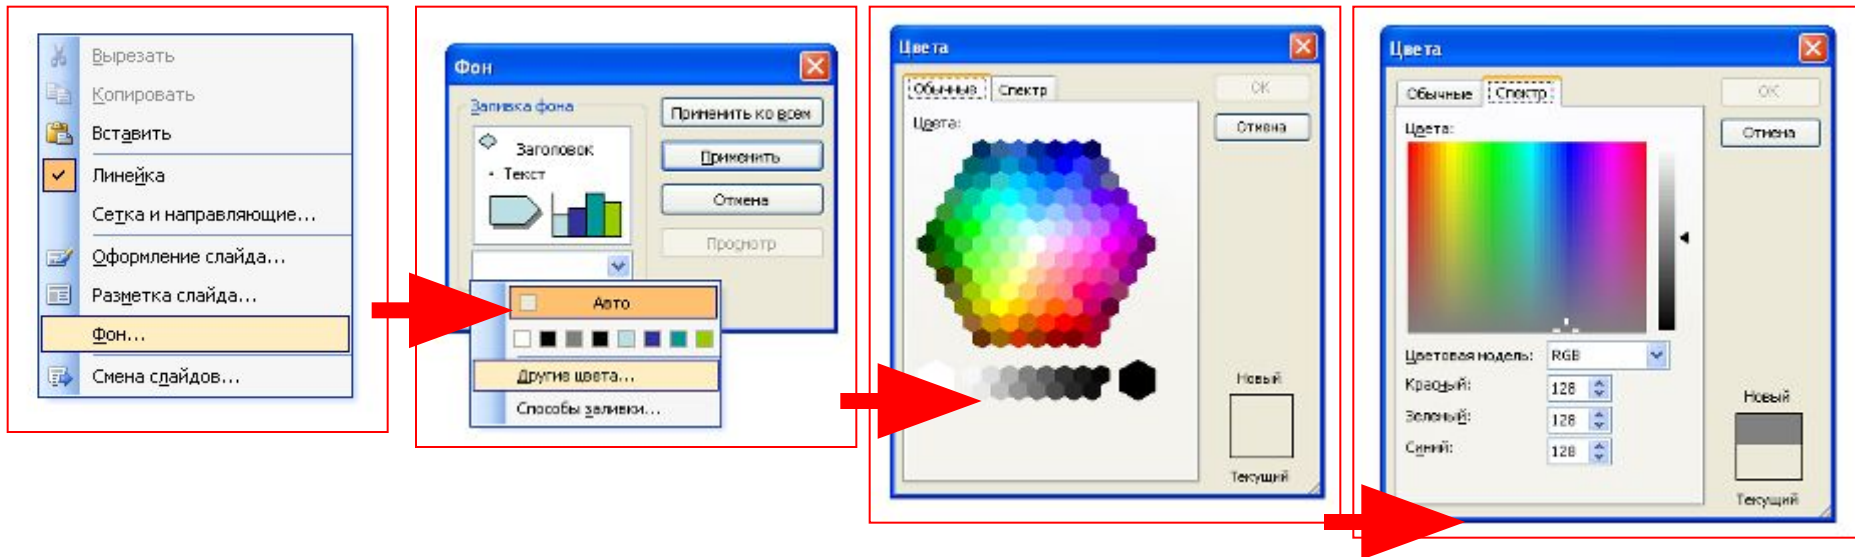 Вырезать
Копировать
Вставить
Линейка
Сетка и направляющие...
Оформление слайда...
Разметка слайда...
Фон...
Смена слайдов...
Фон
Заливка фона
Заголовок
• Текст
Применить ко всем
Применить
Отмена
Просмотр
Авто
Другие цвета...
Способы заливки...
Цвета
Обычные Спектр
Цвета:
ОК
Отмена
Новый
Текущий
Цвета
Обычные Спектр
Цвета:
ОК
Отмена
Цветовая модель: RGB
Красный: 128
Зеленый: 128
Синий: 128
Новый
Текущий